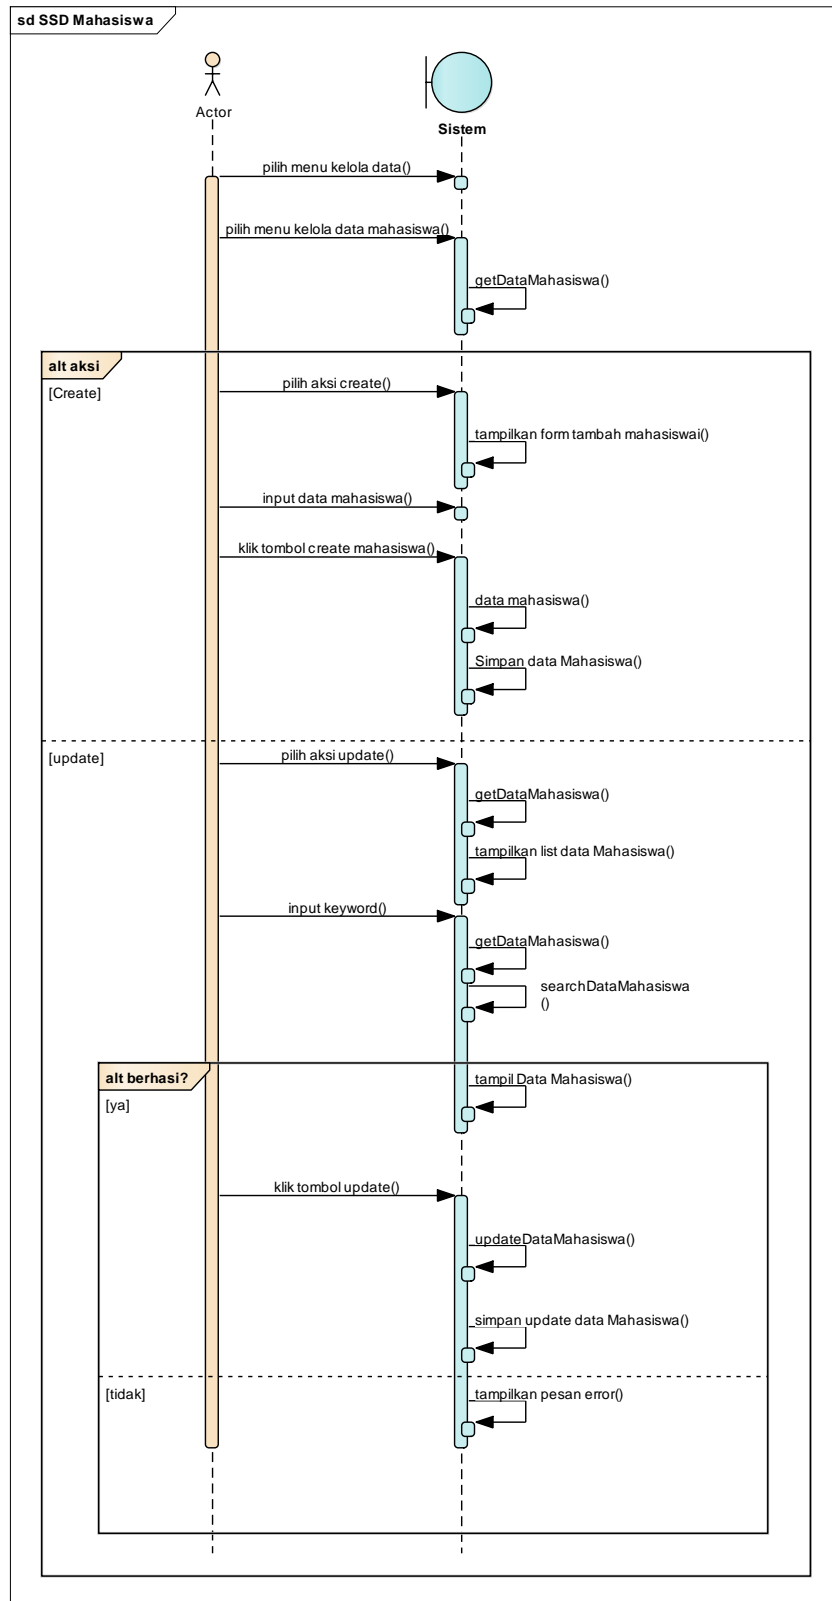 sd SSD Mahasiswa
Actor
Sistem
pilih menu kelola data()
pilih menu kelola data mahasiswa()
getDataMahasiswa()
alt aksi
[Create]
pilih aksi create()
tampilkan form tambah mahasiswai()
input data mahasiswa()
klik tombol create mahasiswa()
data mahasiswa()
Simpan data Mahasiswa()
[update]
pilih aksi update()
getDataMahasiswa()
tampilkan list data Mahasiswa()
input keyword()
getDataMahasiswa()
searchDataMahasiswa
()
alt berhasi?
[ya]
tampil Data Mahasiswa()
klik tombol update()
updateDataMahasiswa()
simpan update data Mahasiswa()
[tidak]
tampilkan pesan error()